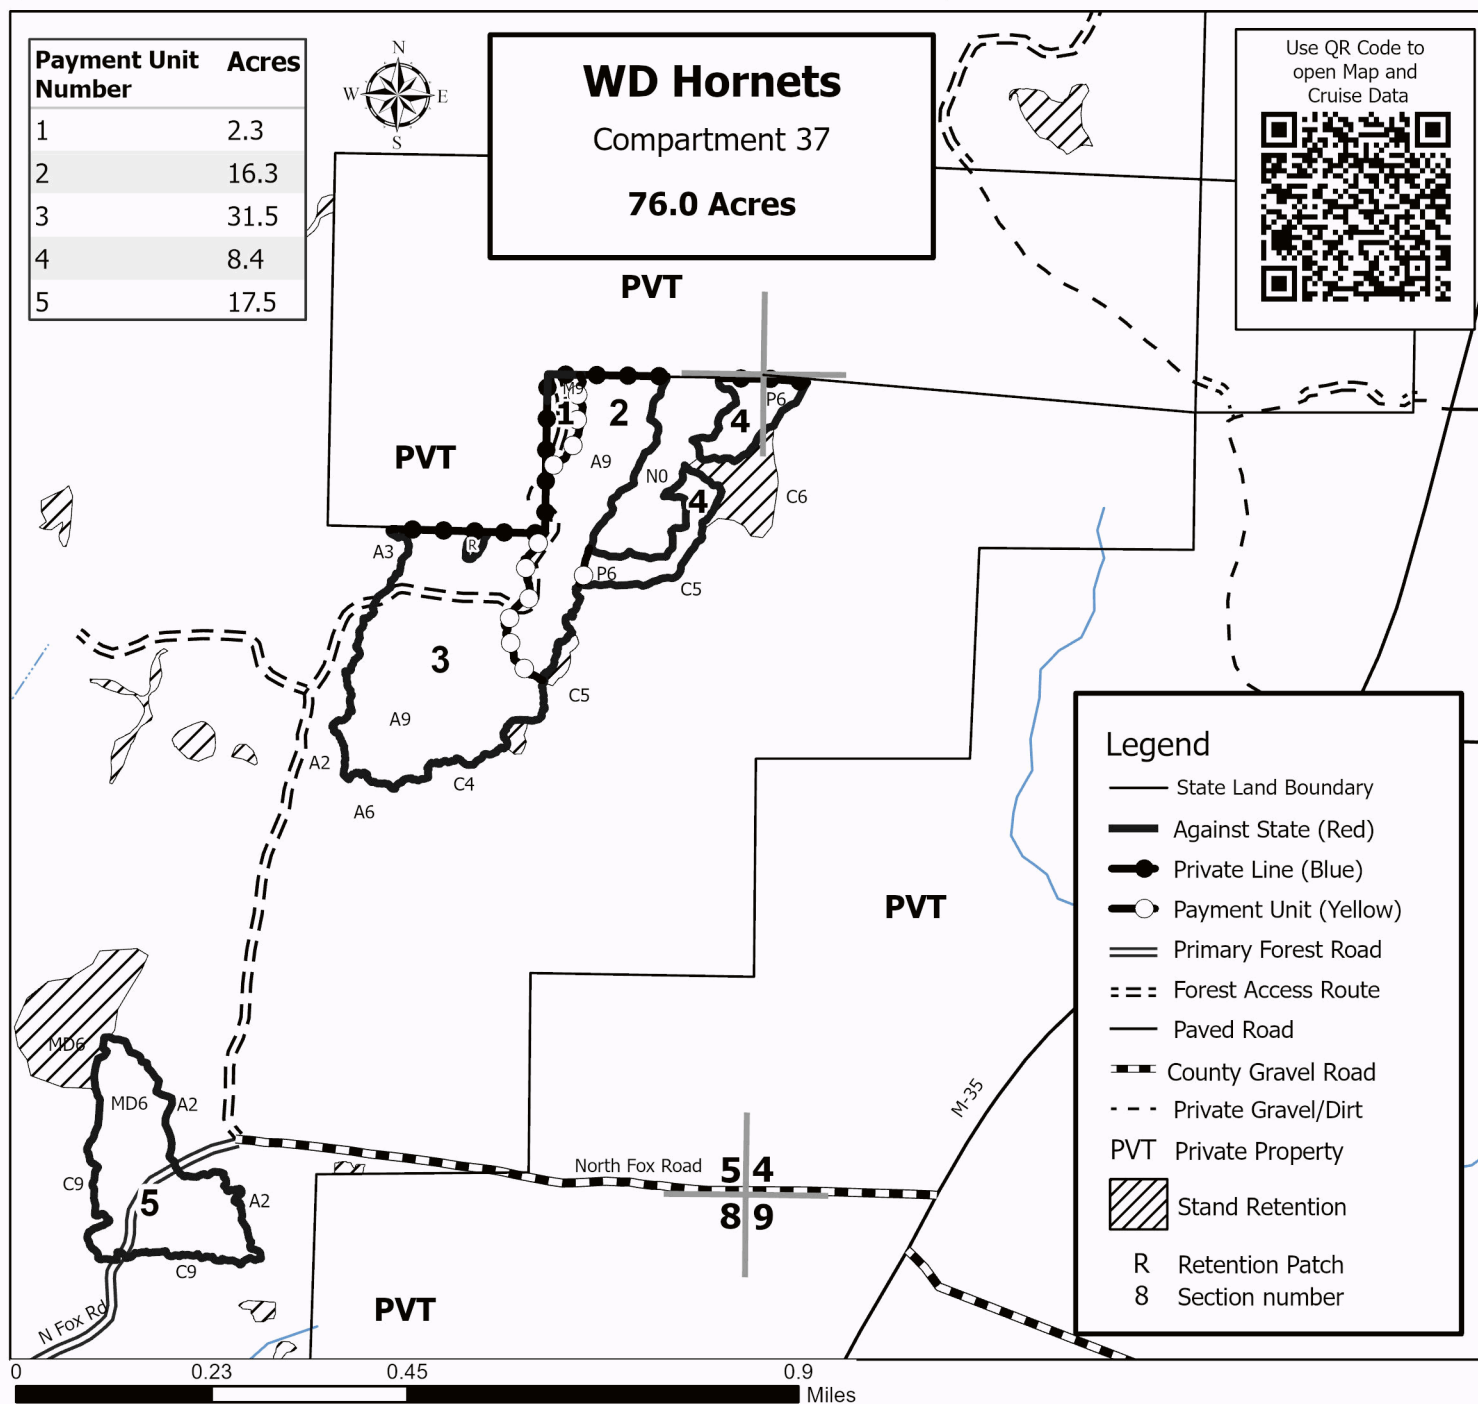 Payment Unit Number Acres
1 2.3
2 16.3
3 31.5
4 8.4
5 17.5
N
W E
S
WD Hornets
Compartment 37
76.0 Acres
Use QR Code to
open Map and
Cruise Data
PVT
M9
1
2
4
P6
PVT
A9
N0
4
C6
A3
R
P6
C5
3
C5
A9
A2
C4
A6
PVT
MD6
MD6
A2
C9
5
A2
C9
N Fox Rd
North Fox Road
5 4
8 9
M-35
PVT
Legend
State Land Boundary
Against State (Red)
Private Line (Blue)
Payment Unit (Yellow)
Primary Forest Road
Forest Access Route
Paved Road
County Gravel Road
Private Gravel/Dirt
PVT Private Property
Stand Retention
R Retention Patch
8 Section number
0 0.23 0.45 0.9
Miles